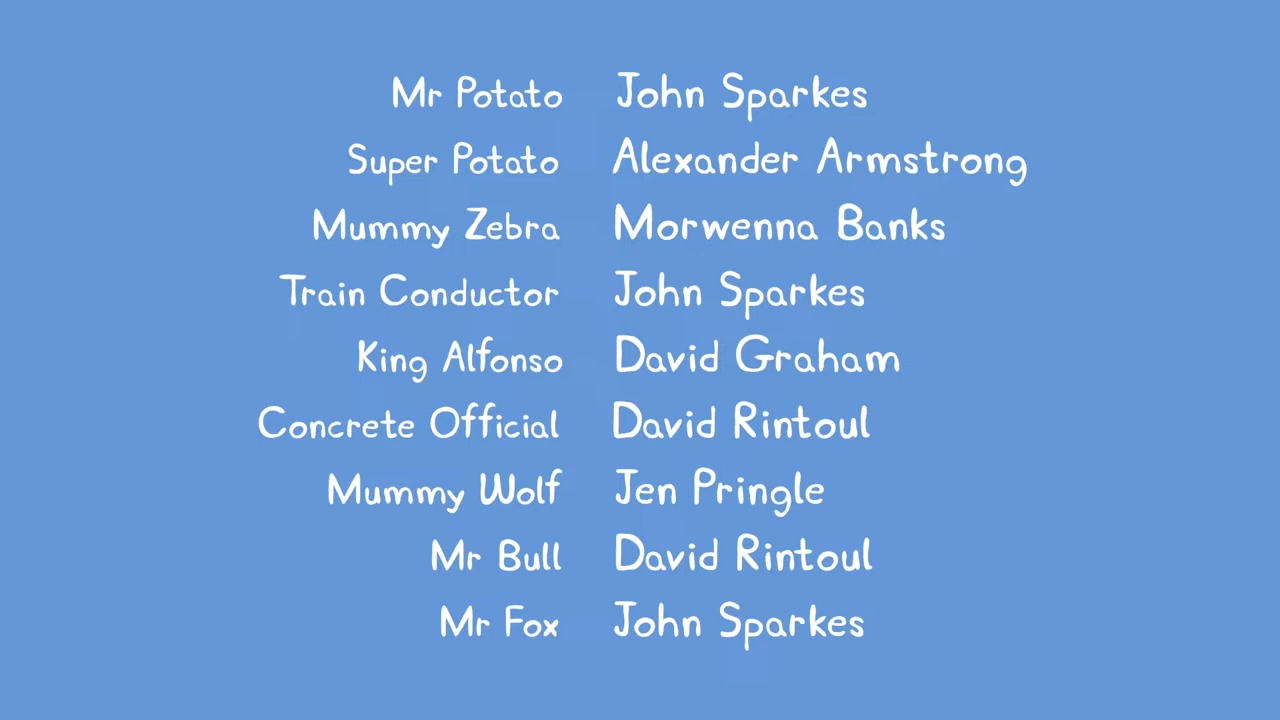 Mr Potato John Sparkes
Super Potato Alexander Armstrong
Mummy Zebra Morwenna Banks
Train Conductor John Sparkes
King Alfonso David Graham
Concrete Official David Rintoul
Mummy Wolf Jen Pringle
Mr Bull David Rintoul
Mr Fox John Sparkes